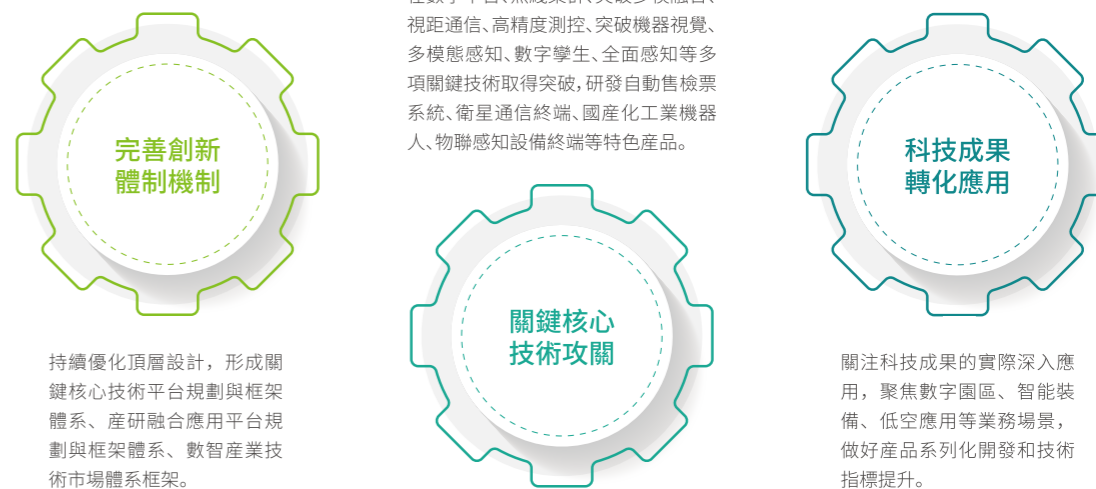 視距通信、高精度測控、突破機器視覺、
多模態感知、數字孿生、全面感知等多
項關鍵技術取得突破，研發自動售檢票
系統、衛星通信終端、國産化工業機器
人、物聯感知設備終端等特色産品。
完善創新
體制機制
持續優化頂層設計，形成關
鍵核心技術平台規劃與框架
體系、産研融合應用平台規
劃與框架體系、數智産業技
術市場體系框架。
關鍵核心
技術攻關
科技成果
轉化應用
關注科技成果的實際深入應
用，聚焦數字園區、智能裝
備、低空應用等業務場景，
做好産品系列化開發和技術
指標提升。